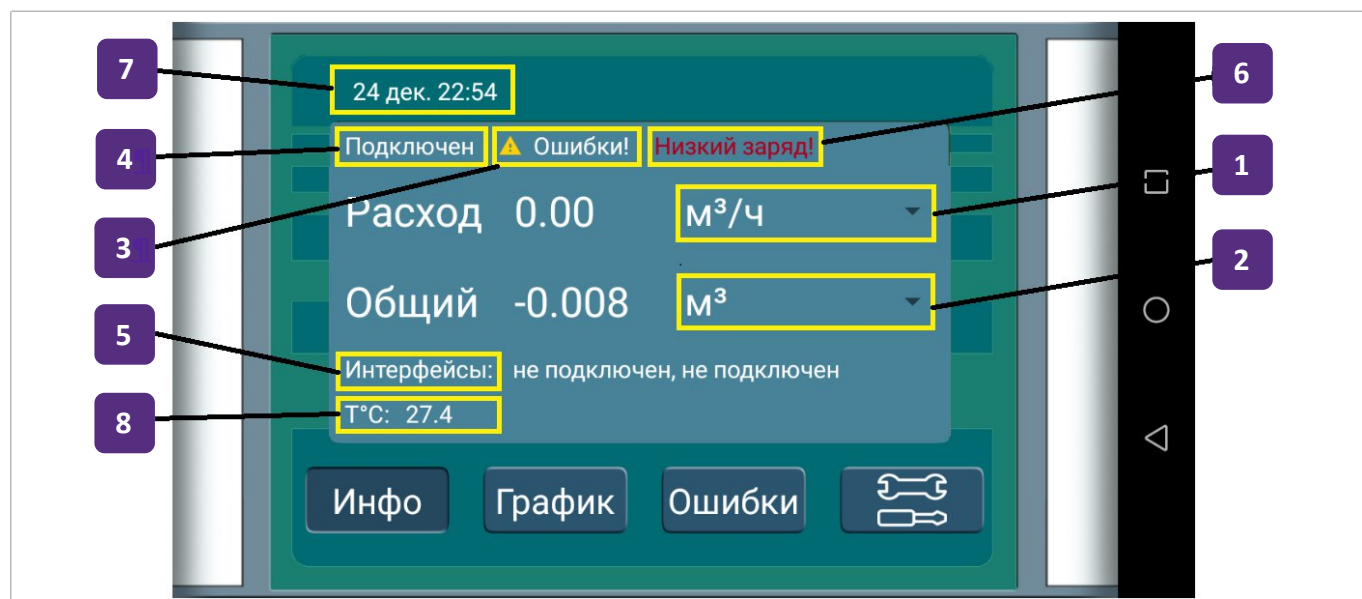 7
24 дек. 22:54
6
4
Подключен ⚠ Ошибки! Низкий заряд!
1
Расход 0.00 м³/ч
3
2
Общий -0.008 м³
5
Интерфейсы: не подключен, не подключен
8
T°C: 27.4
Инфо График Ошибки